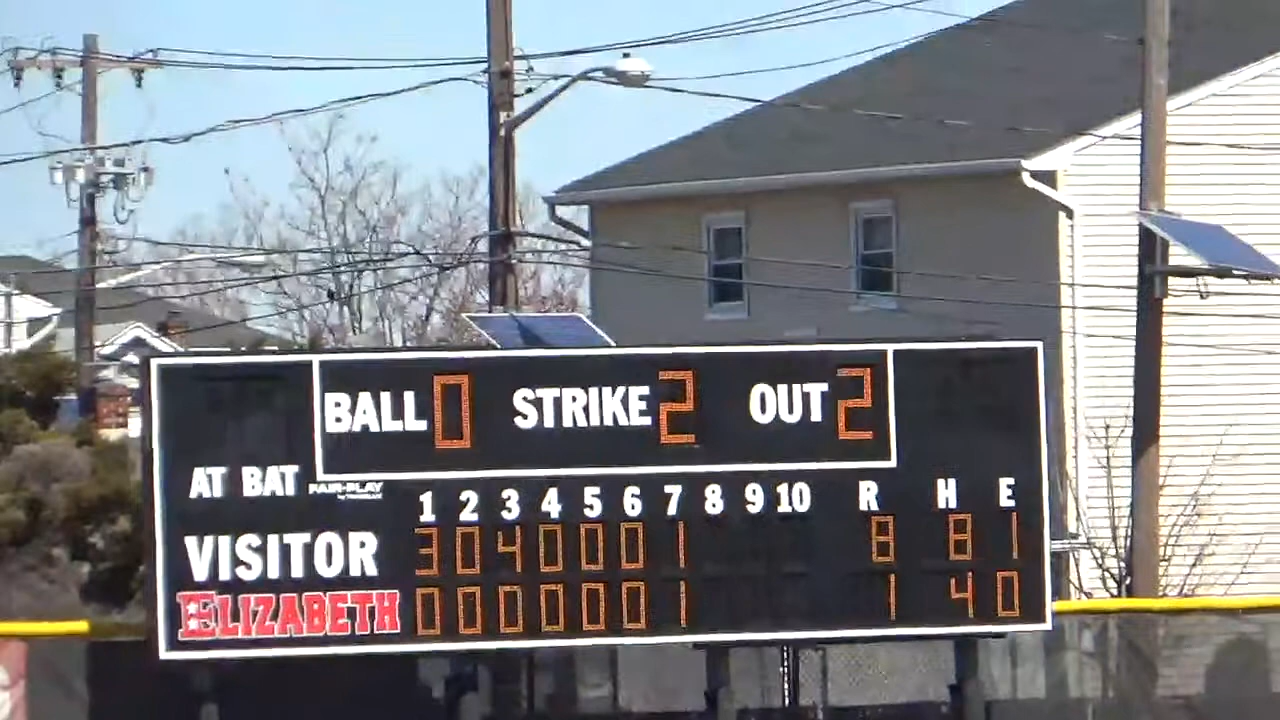 BALL 0 STRIKE 2 OUT 2
AT BAT FAIR-PLAY
1 2 3 4 5 6 7 8 9 10 R H E
VISITOR 3 0 4 0 0 0 1 8 8 1
ELIZABETH 0 0 0 0 0 0 1 1 4 0